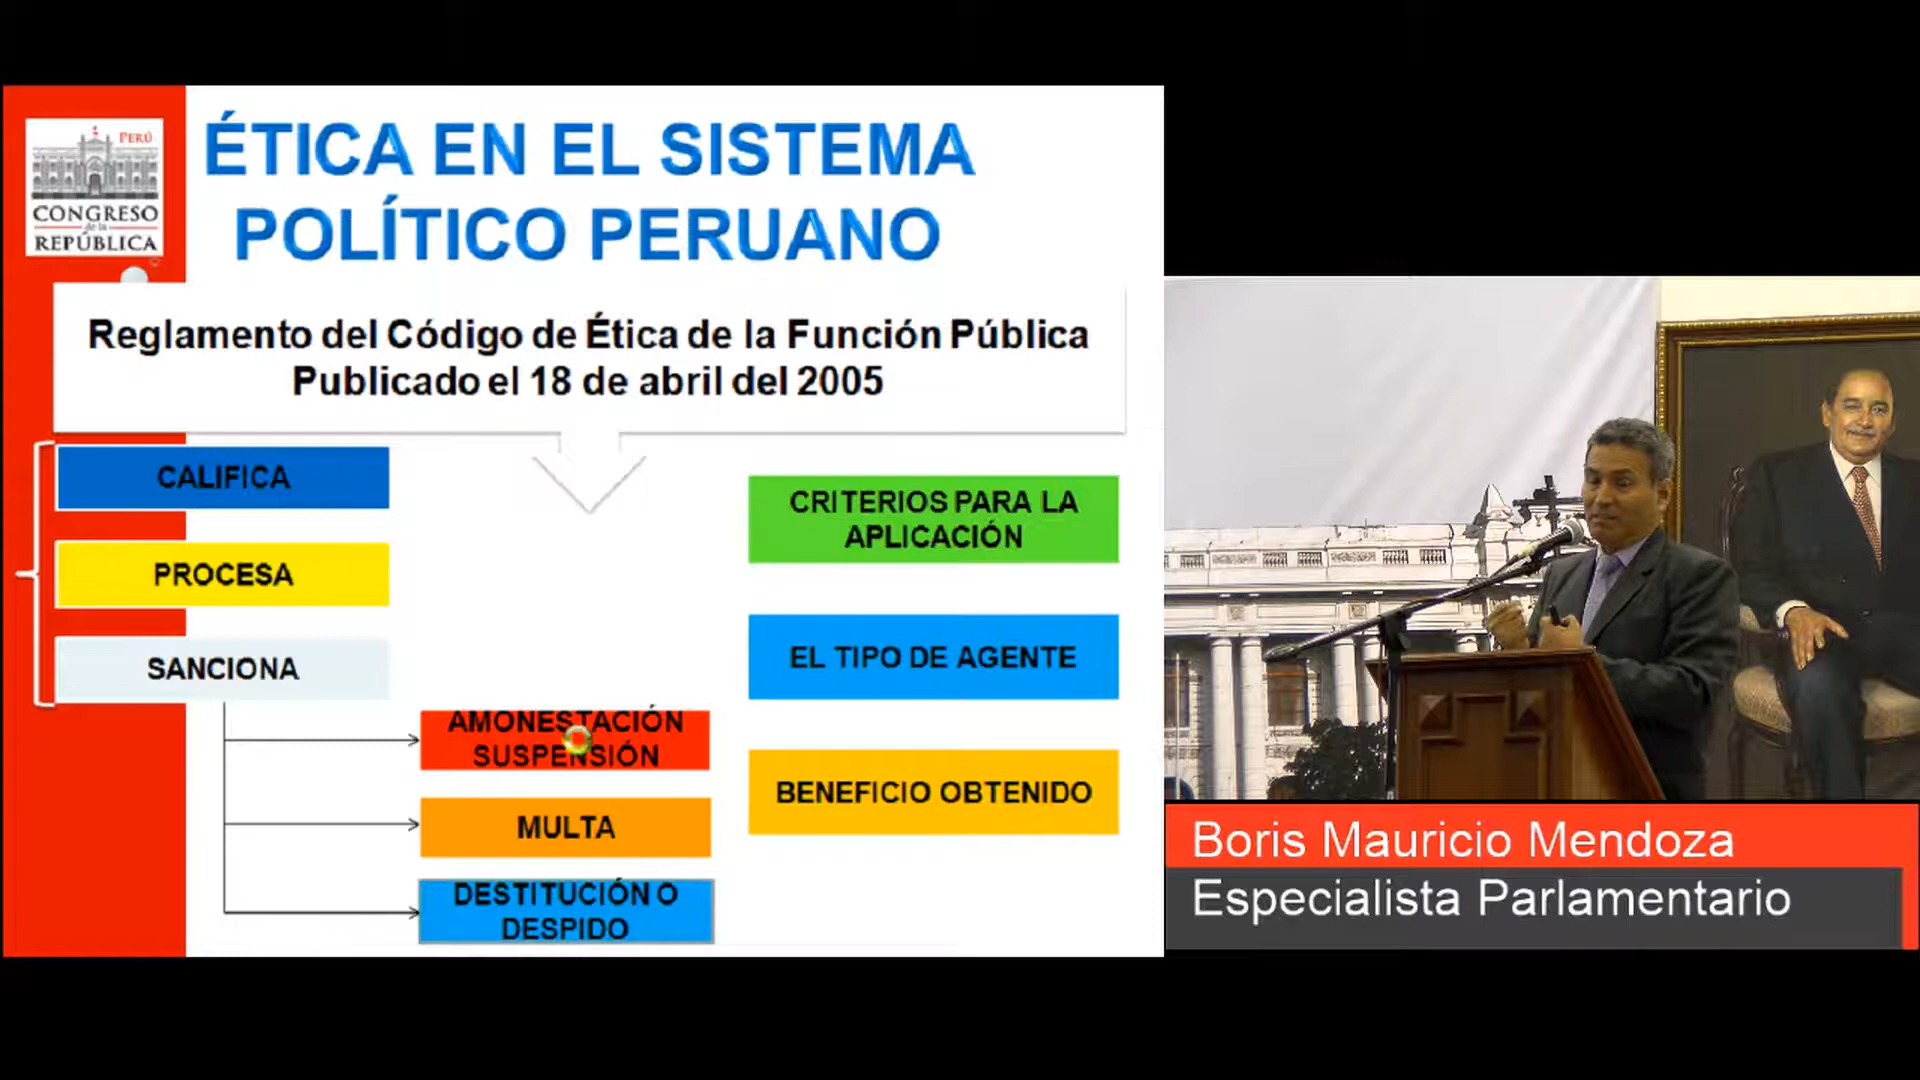 PERÚ
CONGRESO
de la
REPÚBLICA
ÉTICA EN EL SISTEMA
POLÍTICO PERUANO
Reglamento del Código de Ética de la Función Pública
Publicado el 18 de abril del 2005
CALIFICA
PROCESA
SANCIONA
AMONESTACIÓN
SUSPENSIÓN
MULTA
DESTITUCIÓN O
DESPIDO
CRITERIOS PARA LA
APLICACIÓN
EL TIPO DE AGENTE
BENEFICIO OBTENIDO
Boris Mauricio Mendoza
Especialista Parlamentario